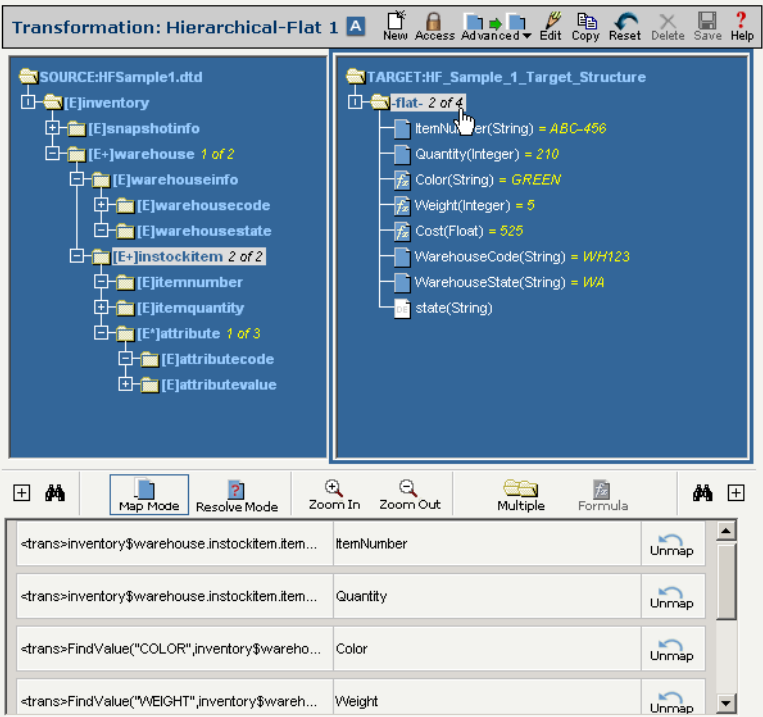 Transformation: Hierarchical-Flat 1 A
New Access Advanced Edit Copy Reset Delete Save Help
SOURCE:HFSample1.dtd
[E]inventory
[E]snapshotinfo
[E+]warehouse 1 of 2
[E]warehouseinfo
[E]warehousecode
[E]warehousestate
[E+]instockitem 2 of 2
[E]itemnumber
[E]itemquantity
[E*]attribute 1 of 3
[E]attributecode
[E]attributevalue
TARGET:HF_Sample_1_Target_Structure
-flat- 2 of 4
(String) = ABC-456
Quantity(Integer) = 210
Color(String) = GREEN
Weight(Integer) = 5
Cost(Float) = 525
WarehouseCode(String) = WH123
WarehouseState(String) = WA
state(String)
Map Mode Resolve Mode Zoom In Zoom Out Multiple Formula
<trans>inventory$warehouse.instockitem.item... ItemNumber Unmap
<trans>inventory$warehouse.instockitem.item... Quantity Unmap
<trans>FindValue("COLOR",inventory$wareho... Color Unmap
<trans>FindValue("WEIGHT",inventory$wareh... Weight Unmap